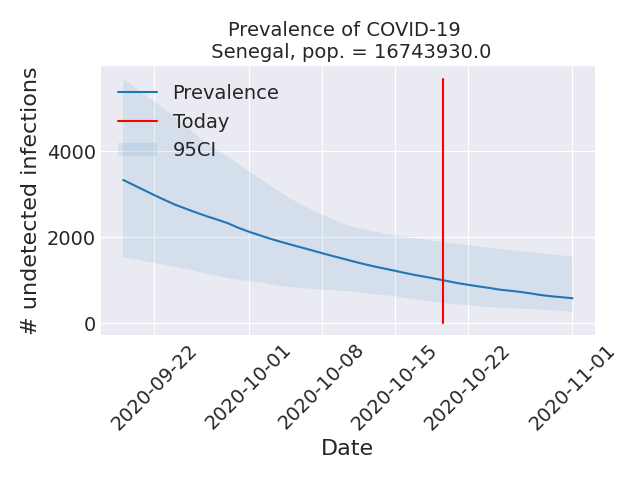 Prevalence of COVID-19
Senegal, pop. = 16743930.0
Prevalence
Today
95CI
# undetected infections
4000
2000
0
2020-09-22
2020-10-01
2020-10-08
2020-10-15
2020-10-22
2020-11-01
Date